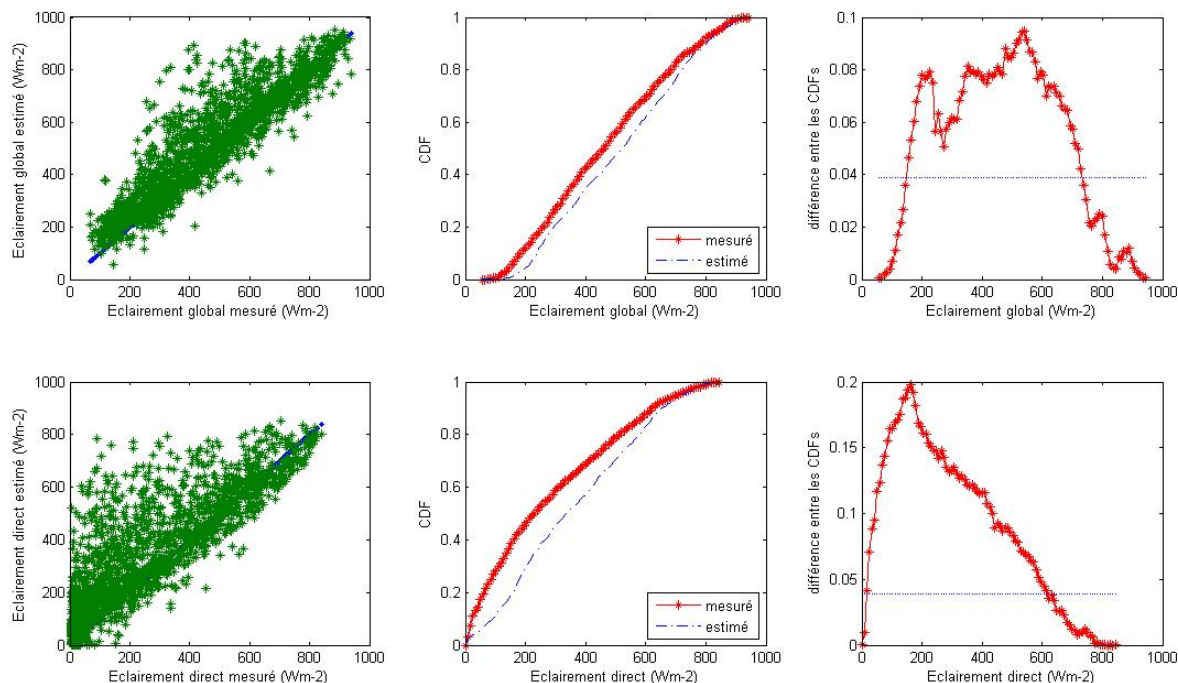 Eclairement global estimé (Wm-2)
1000
800
600
400
200
0
0 200 400 600 800 1000
Eclairement global mesuré (Wm-2)
CDF
1
0.8
0.6
0.4
0.2
0
mesuré
estimé
0 200 400 600 800 1000
Eclairement global (Wm-2)
différence entre les CDFs
0.1
0.08
0.06
0.04
0.02
0
0 200 400 600 800 1000
Eclairement global (Wm-2)
Eclairement direct estimé (Wm-2)
1000
800
600
400
200
0
0 200 400 600 800 1000
Eclairement direct mesuré (Wm-2)
CDF
1
0.8
0.6
0.4
0.2
0
mesuré
estimé
0 200 400 600 800 1000
Eclairement direct (Wm-2)
différence entre les CDFs
0.2
0.15
0.1
0.05
0
0 200 400 600 800 1000
Eclairement direct (Wm-2)